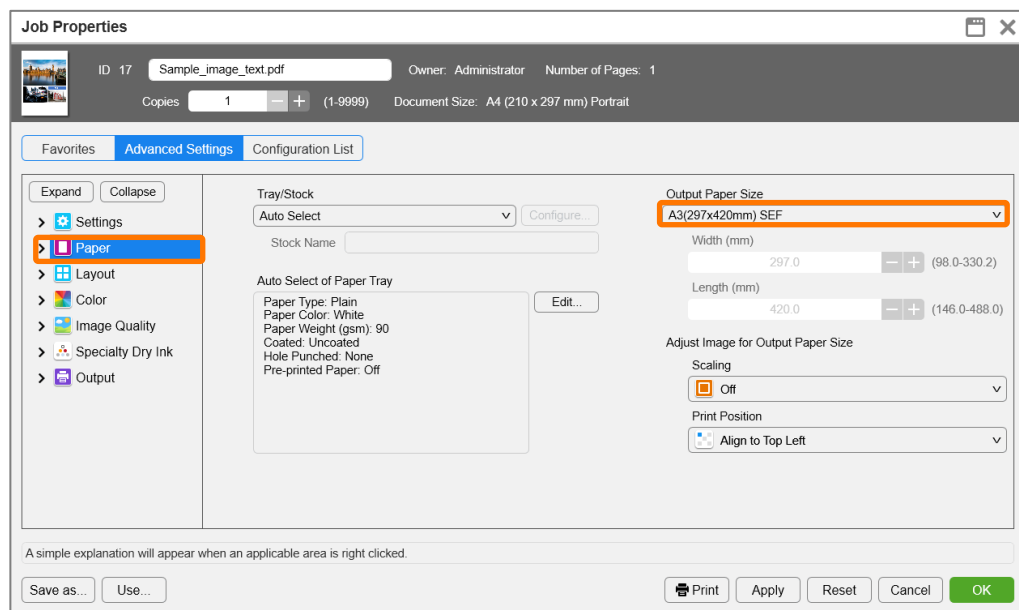 Job Properties
ID 17 Sample_image_text.pdf Owner: Administrator Number of Pages: 1
Copies 1 (1-9999) Document Size: A4 (210 x 297 mm) Portrait
Favorites Advanced Settings Configuration List
Expand Collapse
Settings
Paper
Layout
Color
Image Quality
Specialty Dry Ink
Output
Tray/Stock
Auto Select Configure...
Stock Name
Auto Select of Paper Tray
Paper Type: Plain
Paper Color: White
Paper Weight (gsm): 90
Coated: Uncoated
Hole Punched: None
Pre-printed Paper: Off
Edit...
Output Paper Size
A3(297x420mm) SEF
Width (mm)
297.0 (98.0-330.2)
Length (mm)
420.0 (146.0-488.0)
Adjust Image for Output Paper Size
Scaling
Off
Print Position
Align to Top Left
A simple explanation will appear when an applicable area is right clicked.
Save as... Use... Print Apply Reset Cancel OK